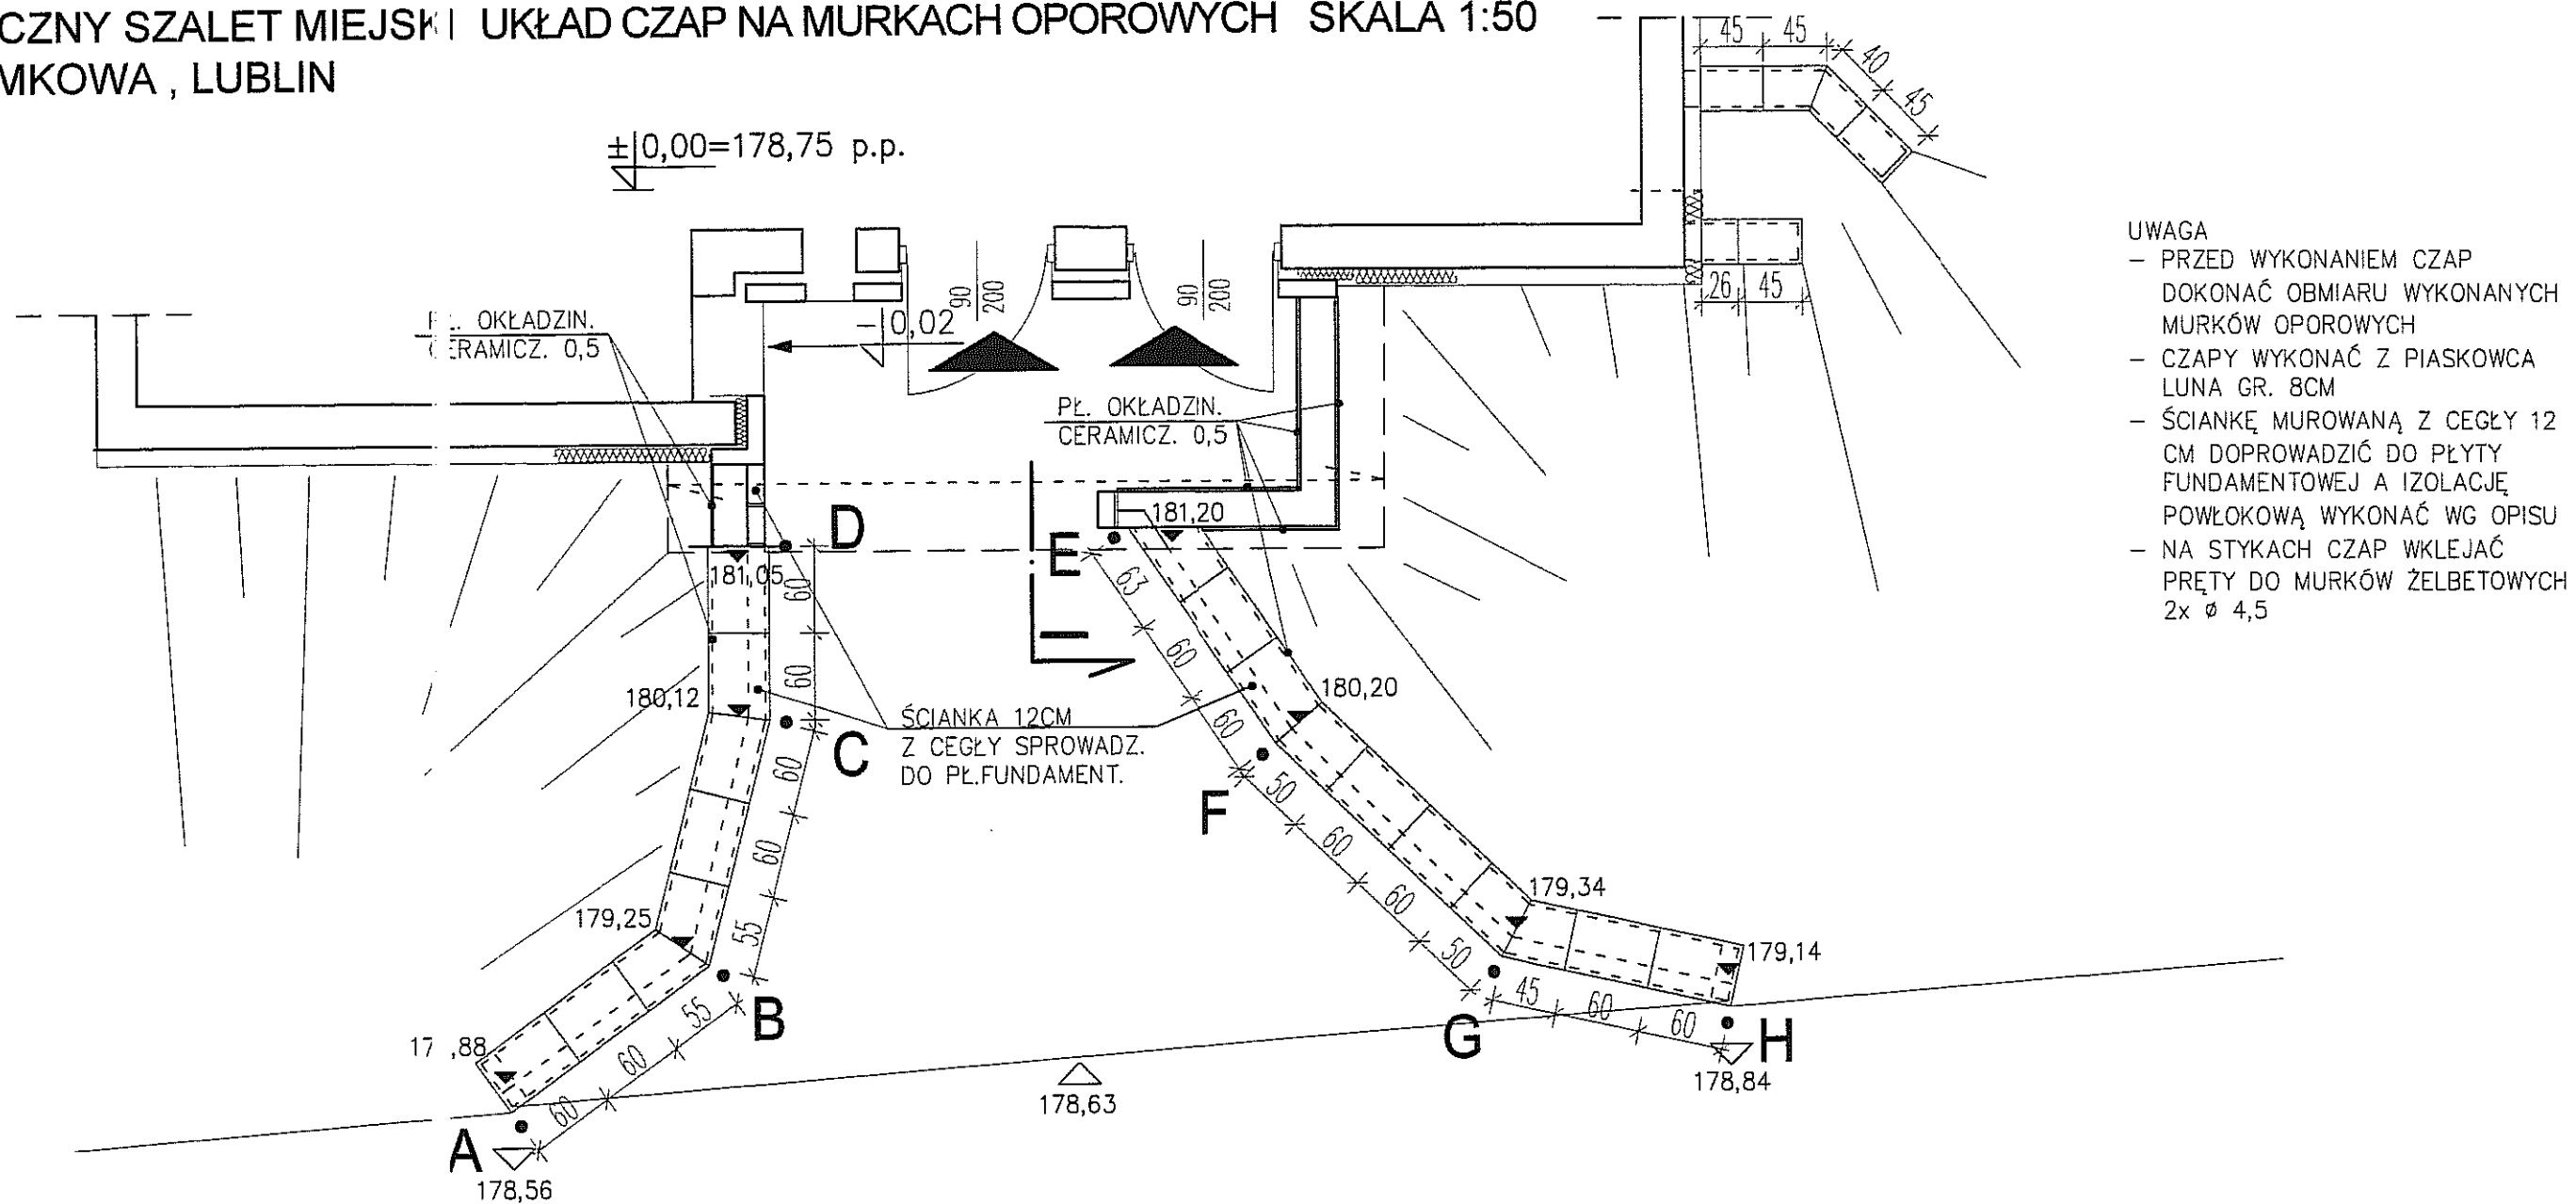 CZNY SZALET MIEJSKI UKŁAD CZAP NA MURKACH OPOROWYCH SKALA 1:50
MKOWA , LUBLIN
±0,00=178,75 p.p.
45 45 40 45
26 45
UWAGA
– PRZED WYKONANIEM CZAP
DOKONAĆ OBMIARU WYKONANYCH
MURKÓW OPOROWYCH
– CZAPY WYKONAĆ Z PIASKOWCA
LUNA GR. 8CM
– ŚCIANKĘ MUROWANĄ Z CEGŁY 12
CM DOPROWADZIĆ DO PŁYTY
FUNDAMENTOWEJ A IZOLACJĘ
POWŁOKOWĄ WYKONAĆ WG OPISU
– NA STYKACH CZAP WKLEJAĆ
PRĘTY DO MURKÓW ŻELBETOWYCH
2x ø 4,5
OKŁADZIN.
ERAMICZ. 0,5
–0,02
90
200
90
200
PŁ. OKŁADZIN.
CERAMICZ. 0,5
181,20
D
E
181,05
60
60
63
60
60
180,12
180,20
ŚCIANKA 12CM
Z CEGŁY SPROWADZ.
DO PŁ.FUNDAMENT.
C
F
60
60
55
50
60
60
50
179,25
179,34
179,14
B
55
60
60
G
45
60
60
H
17 ,88
178,63
178,84
A
178,56